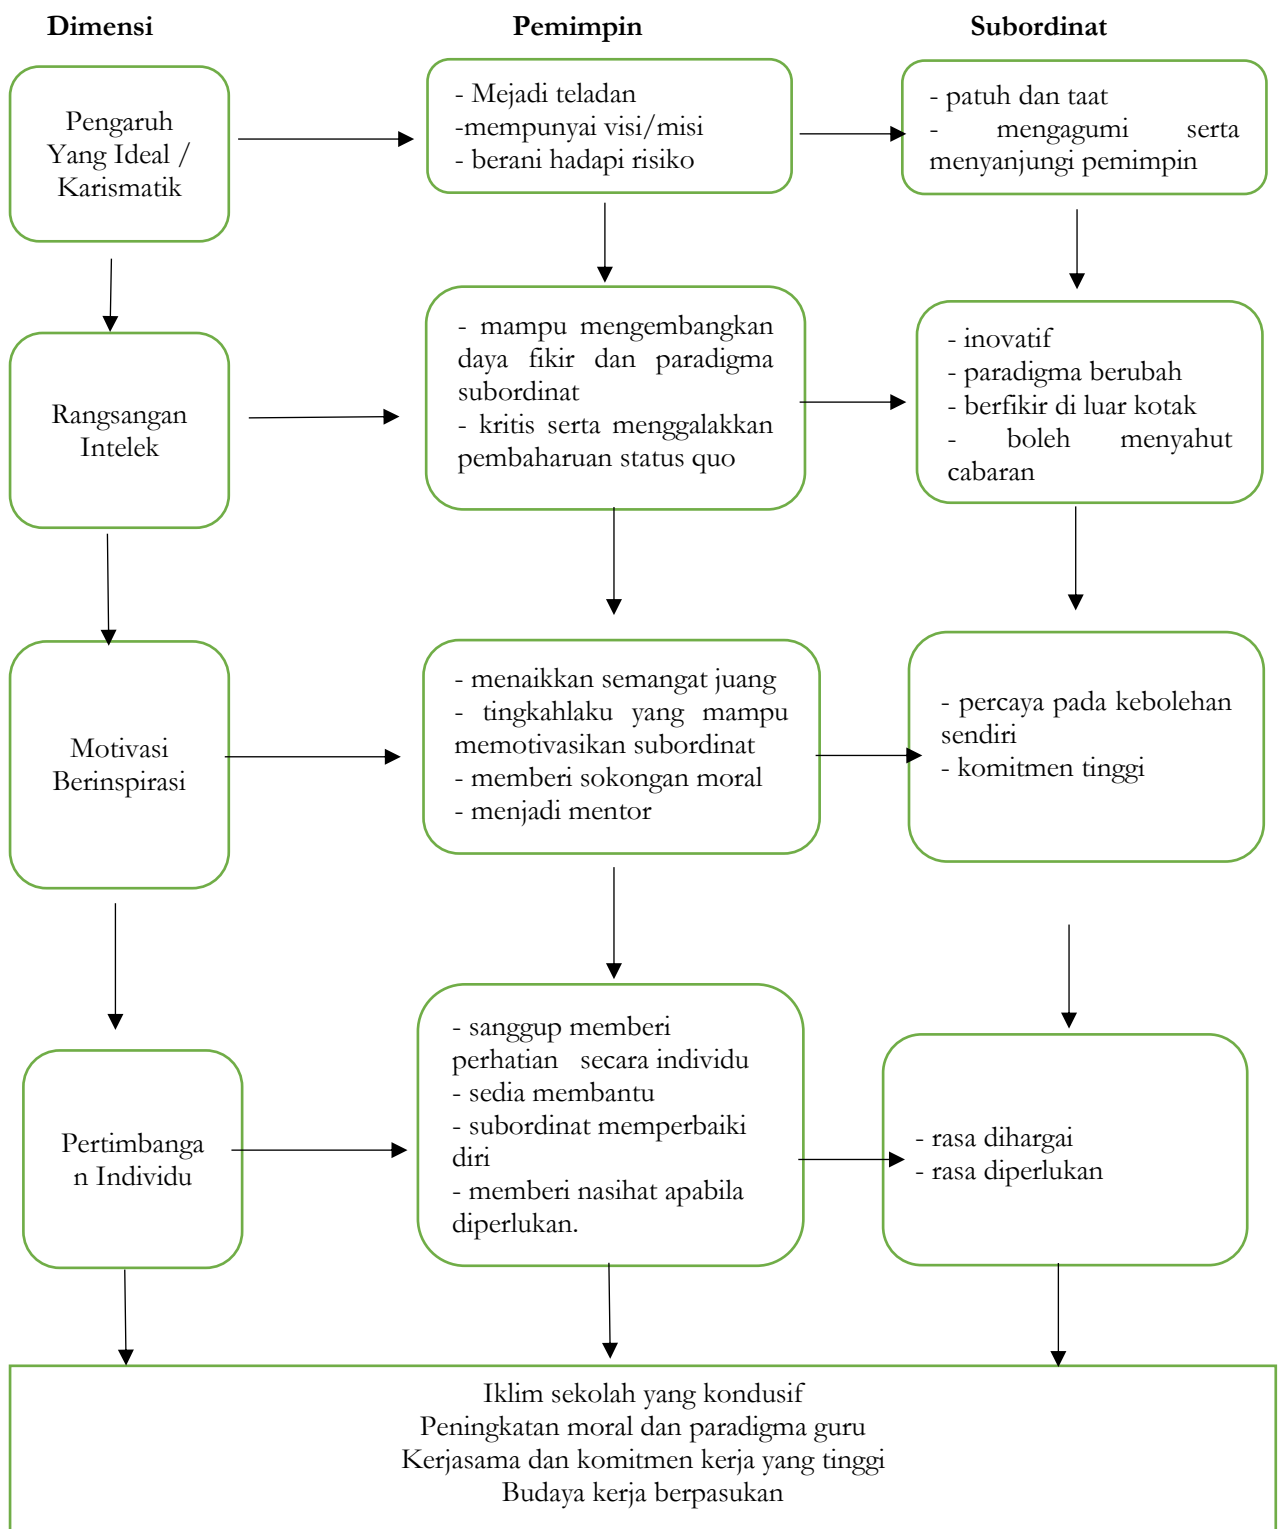 Dimensi
Pemimpin
Subordinat
Pengaruh
Yang Ideal /
Karismatik
- Mejadi teladan
-mempunyai visi/misi
- berani hadapi risiko
- patuh dan taat
- mengagumi serta
menyanjungi pemimpin
Rangsangan
Intelek
- mampu mengembangkan
daya fikir dan paradigma
subordinat
- kritis serta menggalakkan
pembaharuan status quo
- inovatif
- paradigma berubah
- berfikir di luar kotak
- boleh menyahut
cabaran
Motivasi
Berinspirasi
- menaikkan semangat juang
- tingkahlaku yang mampu
memotivasikan subordinat
- memberi sokongan moral
- menjadi mentor
- percaya pada kebolehan
sendiri
- komitmen tinggi
Pertimbanga
n Individu
- sanggup memberi
perhatian secara individu
- sedia membantu
- subordinat memperbaiki
diri
- memberi nasihat apabila
diperlukan.
- rasa dihargai
- rasa diperlukan
Iklim sekolah yang kondusif
Peningkatan moral dan paradigma guru
Kerjasama dan komitmen kerja yang tinggi
Budaya kerja berpasukan